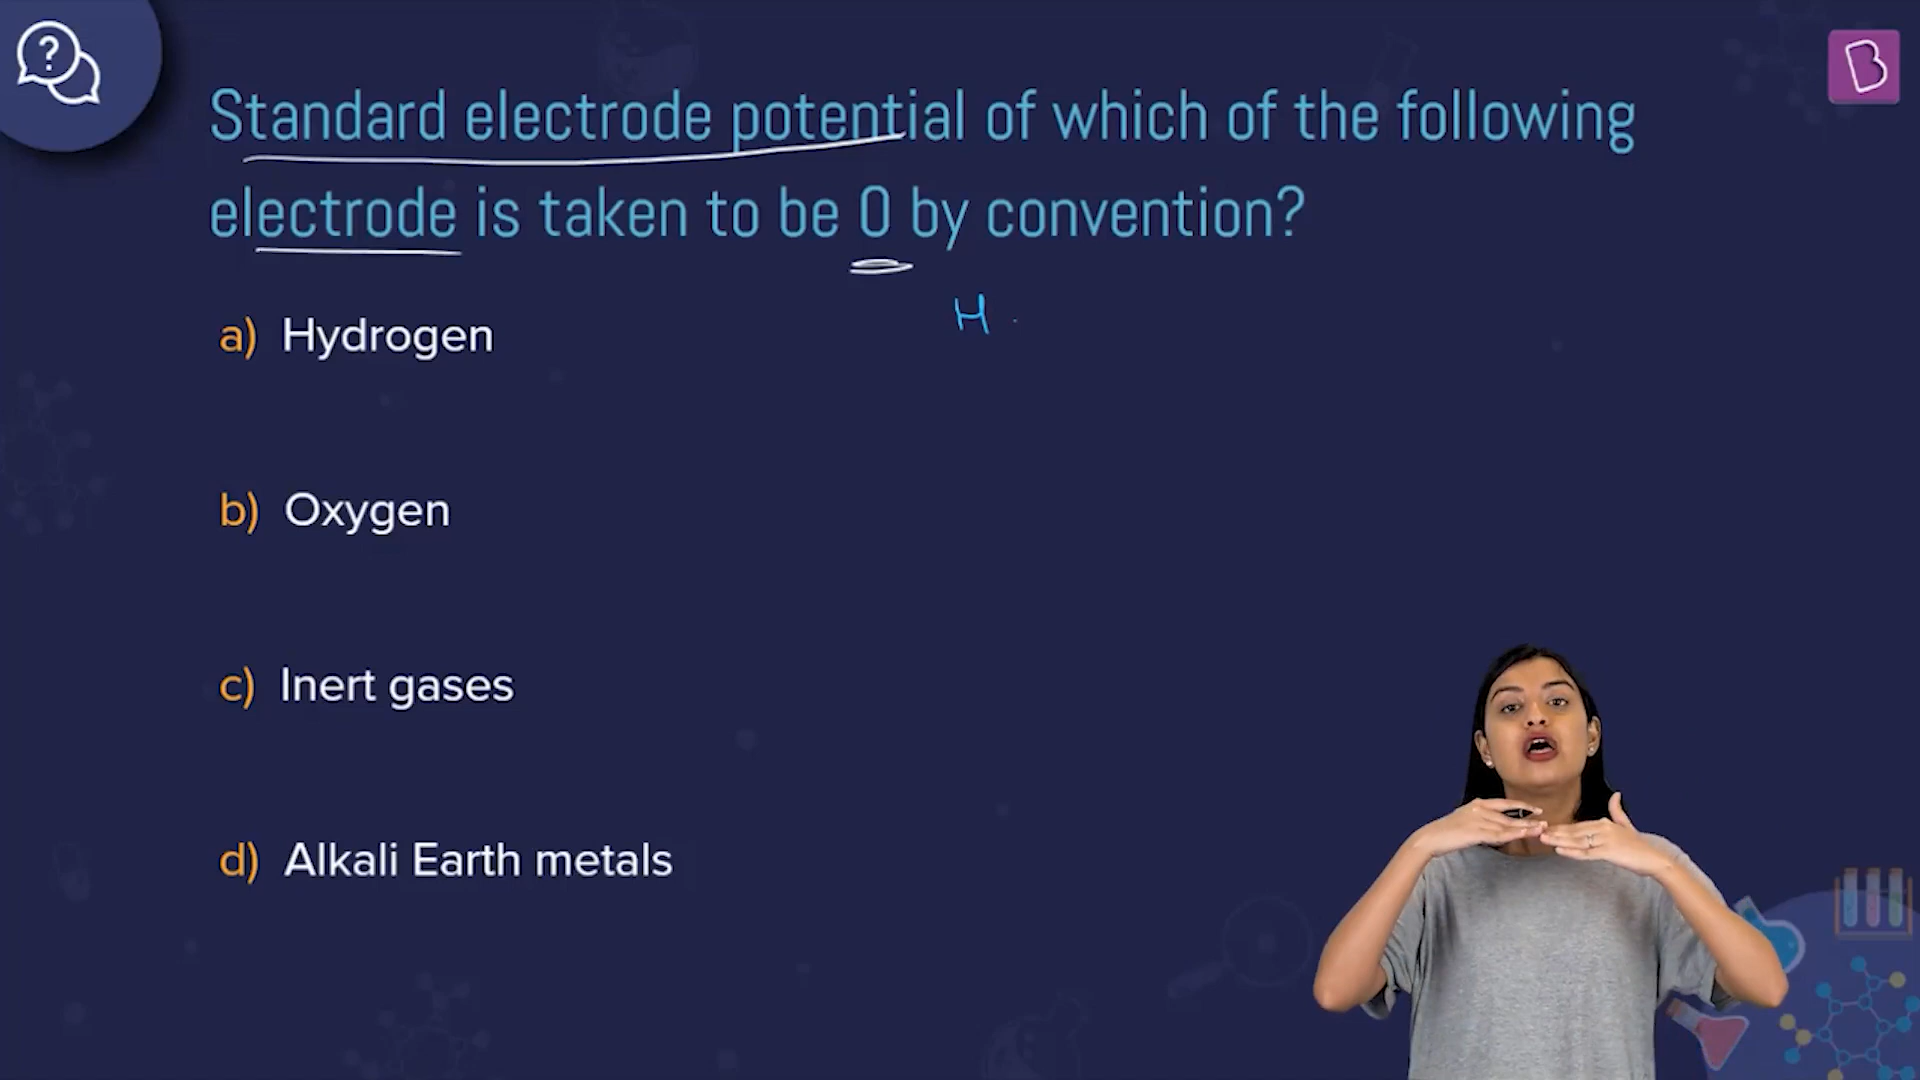 Standard electrode potential of which of the following
electrode is taken to be 0 by convention?
H
a) Hydrogen
b) Oxygen
c) Inert gases
d) Alkali Earth metals